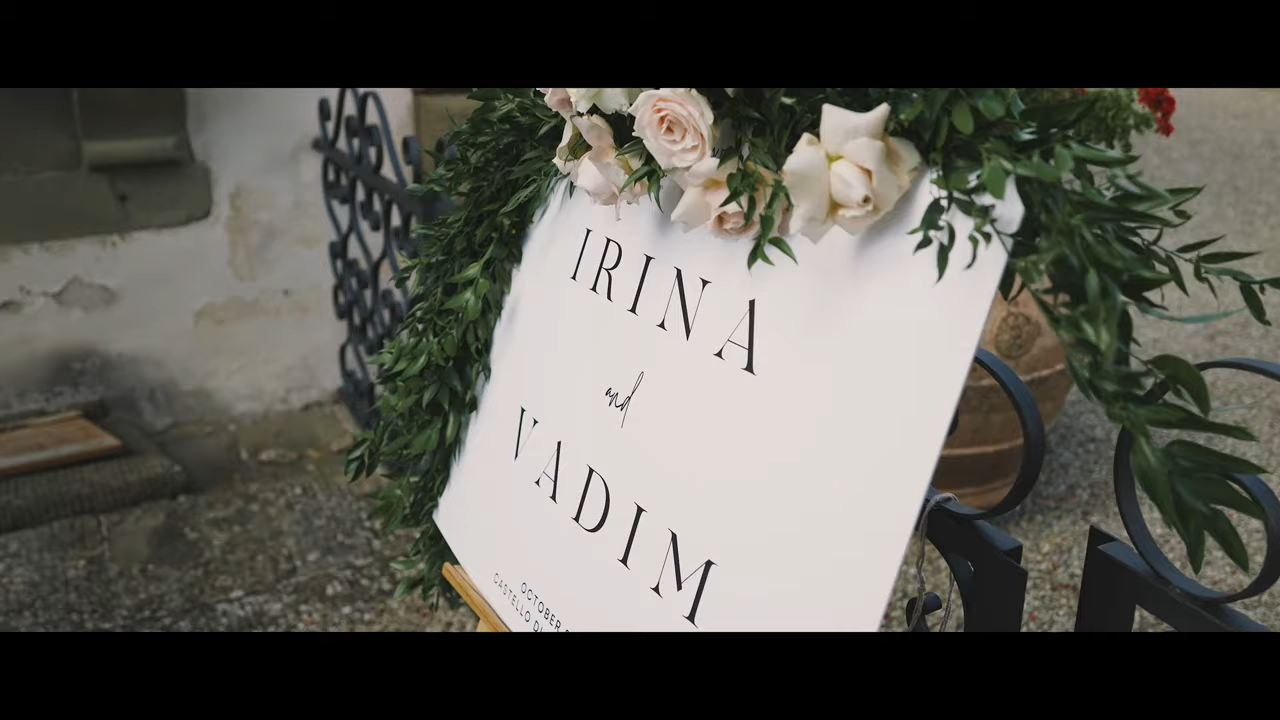 IRINA
and
VADIM
OCTOBER
CASTELLO DI